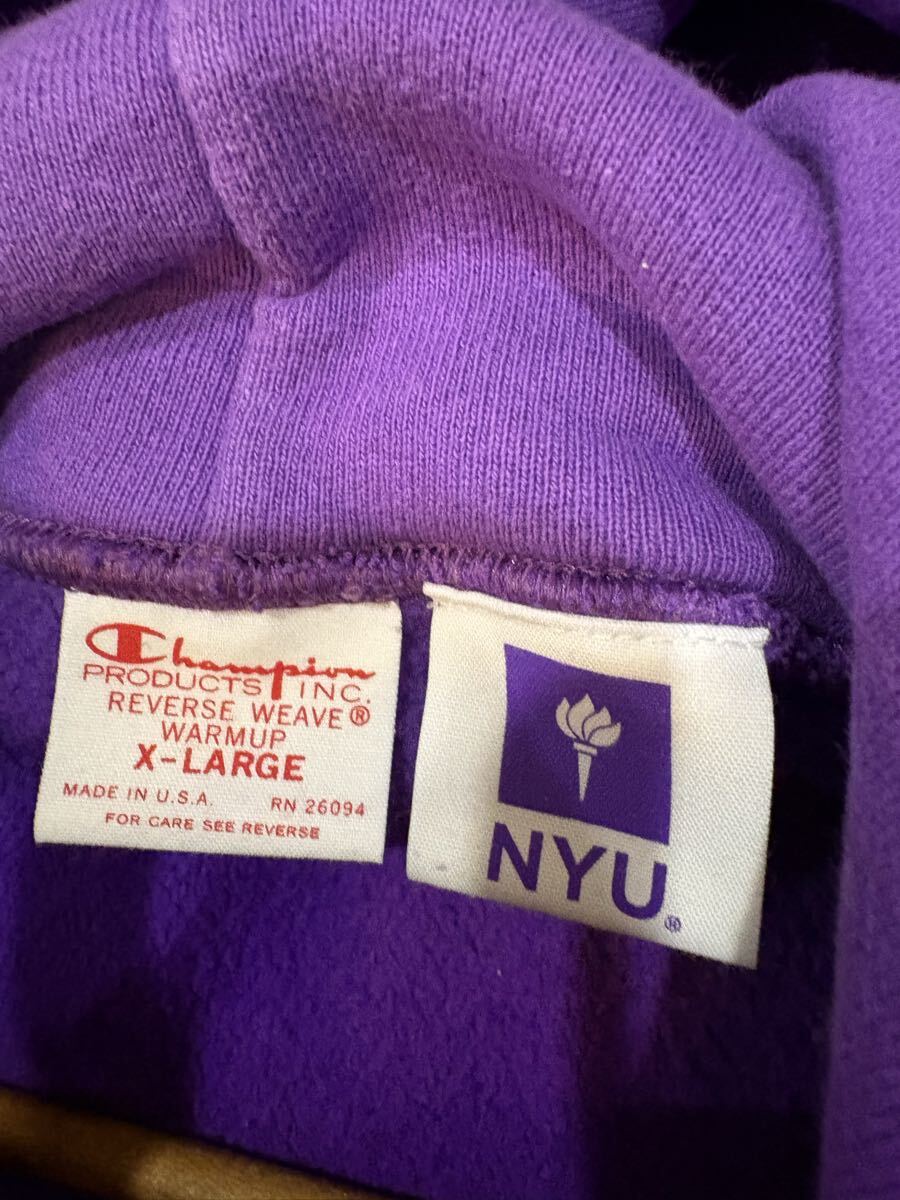 Champion
PRODUCTS INC.
REVERSE WEAVE®
WARMUP
X-LARGE
MADE IN U.S.A. RN 26094
FOR CARE SEE REVERSE
NYU®